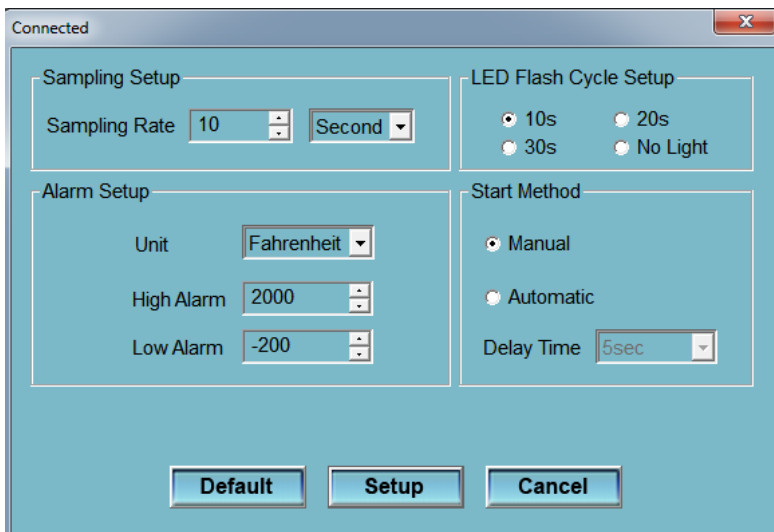 Connected
Sampling Setup
Sampling Rate 10 Second
LED Flash Cycle Setup
10s 20s
30s No Light
Alarm Setup
Unit Fahrenheit
High Alarm 2000
Low Alarm -200
Start Method
Manual
Automatic
Delay Time 5sec
Default Setup Cancel